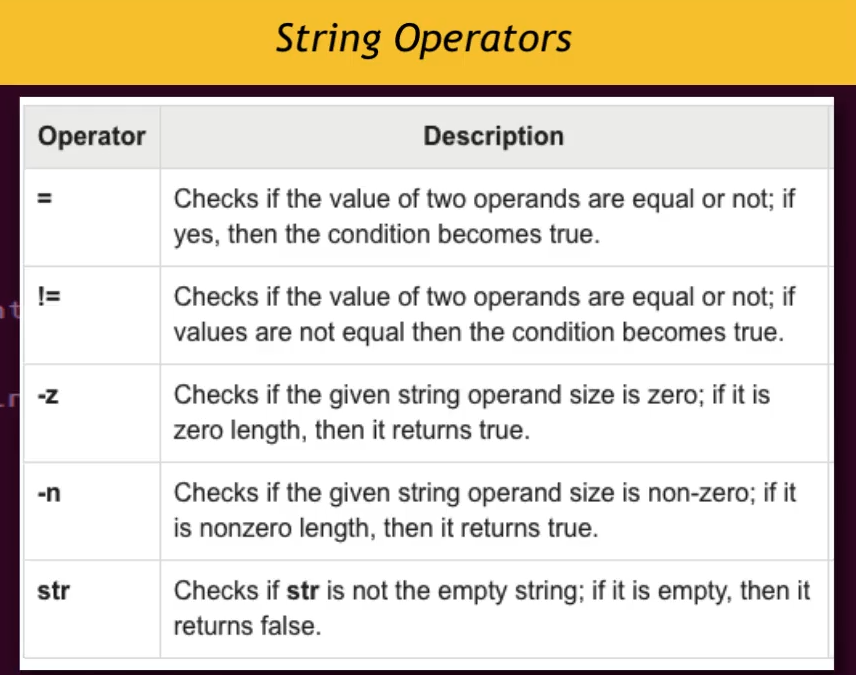 String Operators
Operator Description
= Checks if the value of two operands are equal or not; if
yes, then the condition becomes true.
!= Checks if the value of two operands are equal or not; if
values are not equal then the condition becomes true.
-z Checks if the given string operand size is zero; if it is
zero length, then it returns true.
-n Checks if the given string operand size is non-zero; if it
is nonzero length, then it returns true.
str Checks if str is not the empty string; if it is empty, then it
returns false.